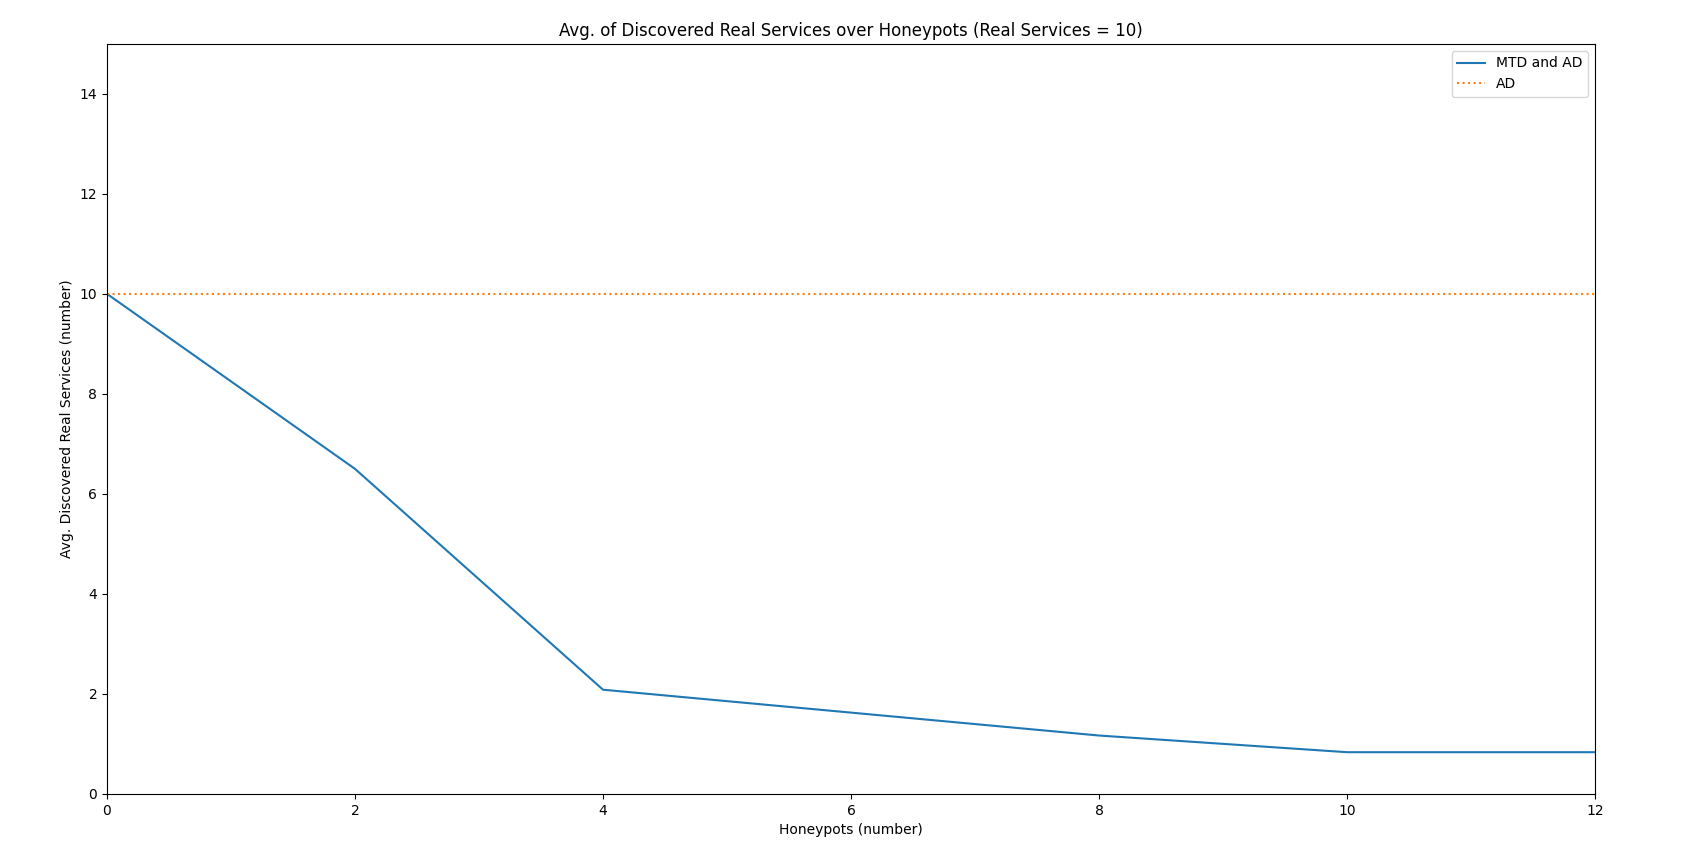 Avg. of Discovered Real Services over Honeypots (Real Services = 10)
MTD and AD
AD
14
12
10
8
6
4
2
0
Avg. Discovered Real Services (number)
0 2 4 6 8 10 12
Honeypots (number)